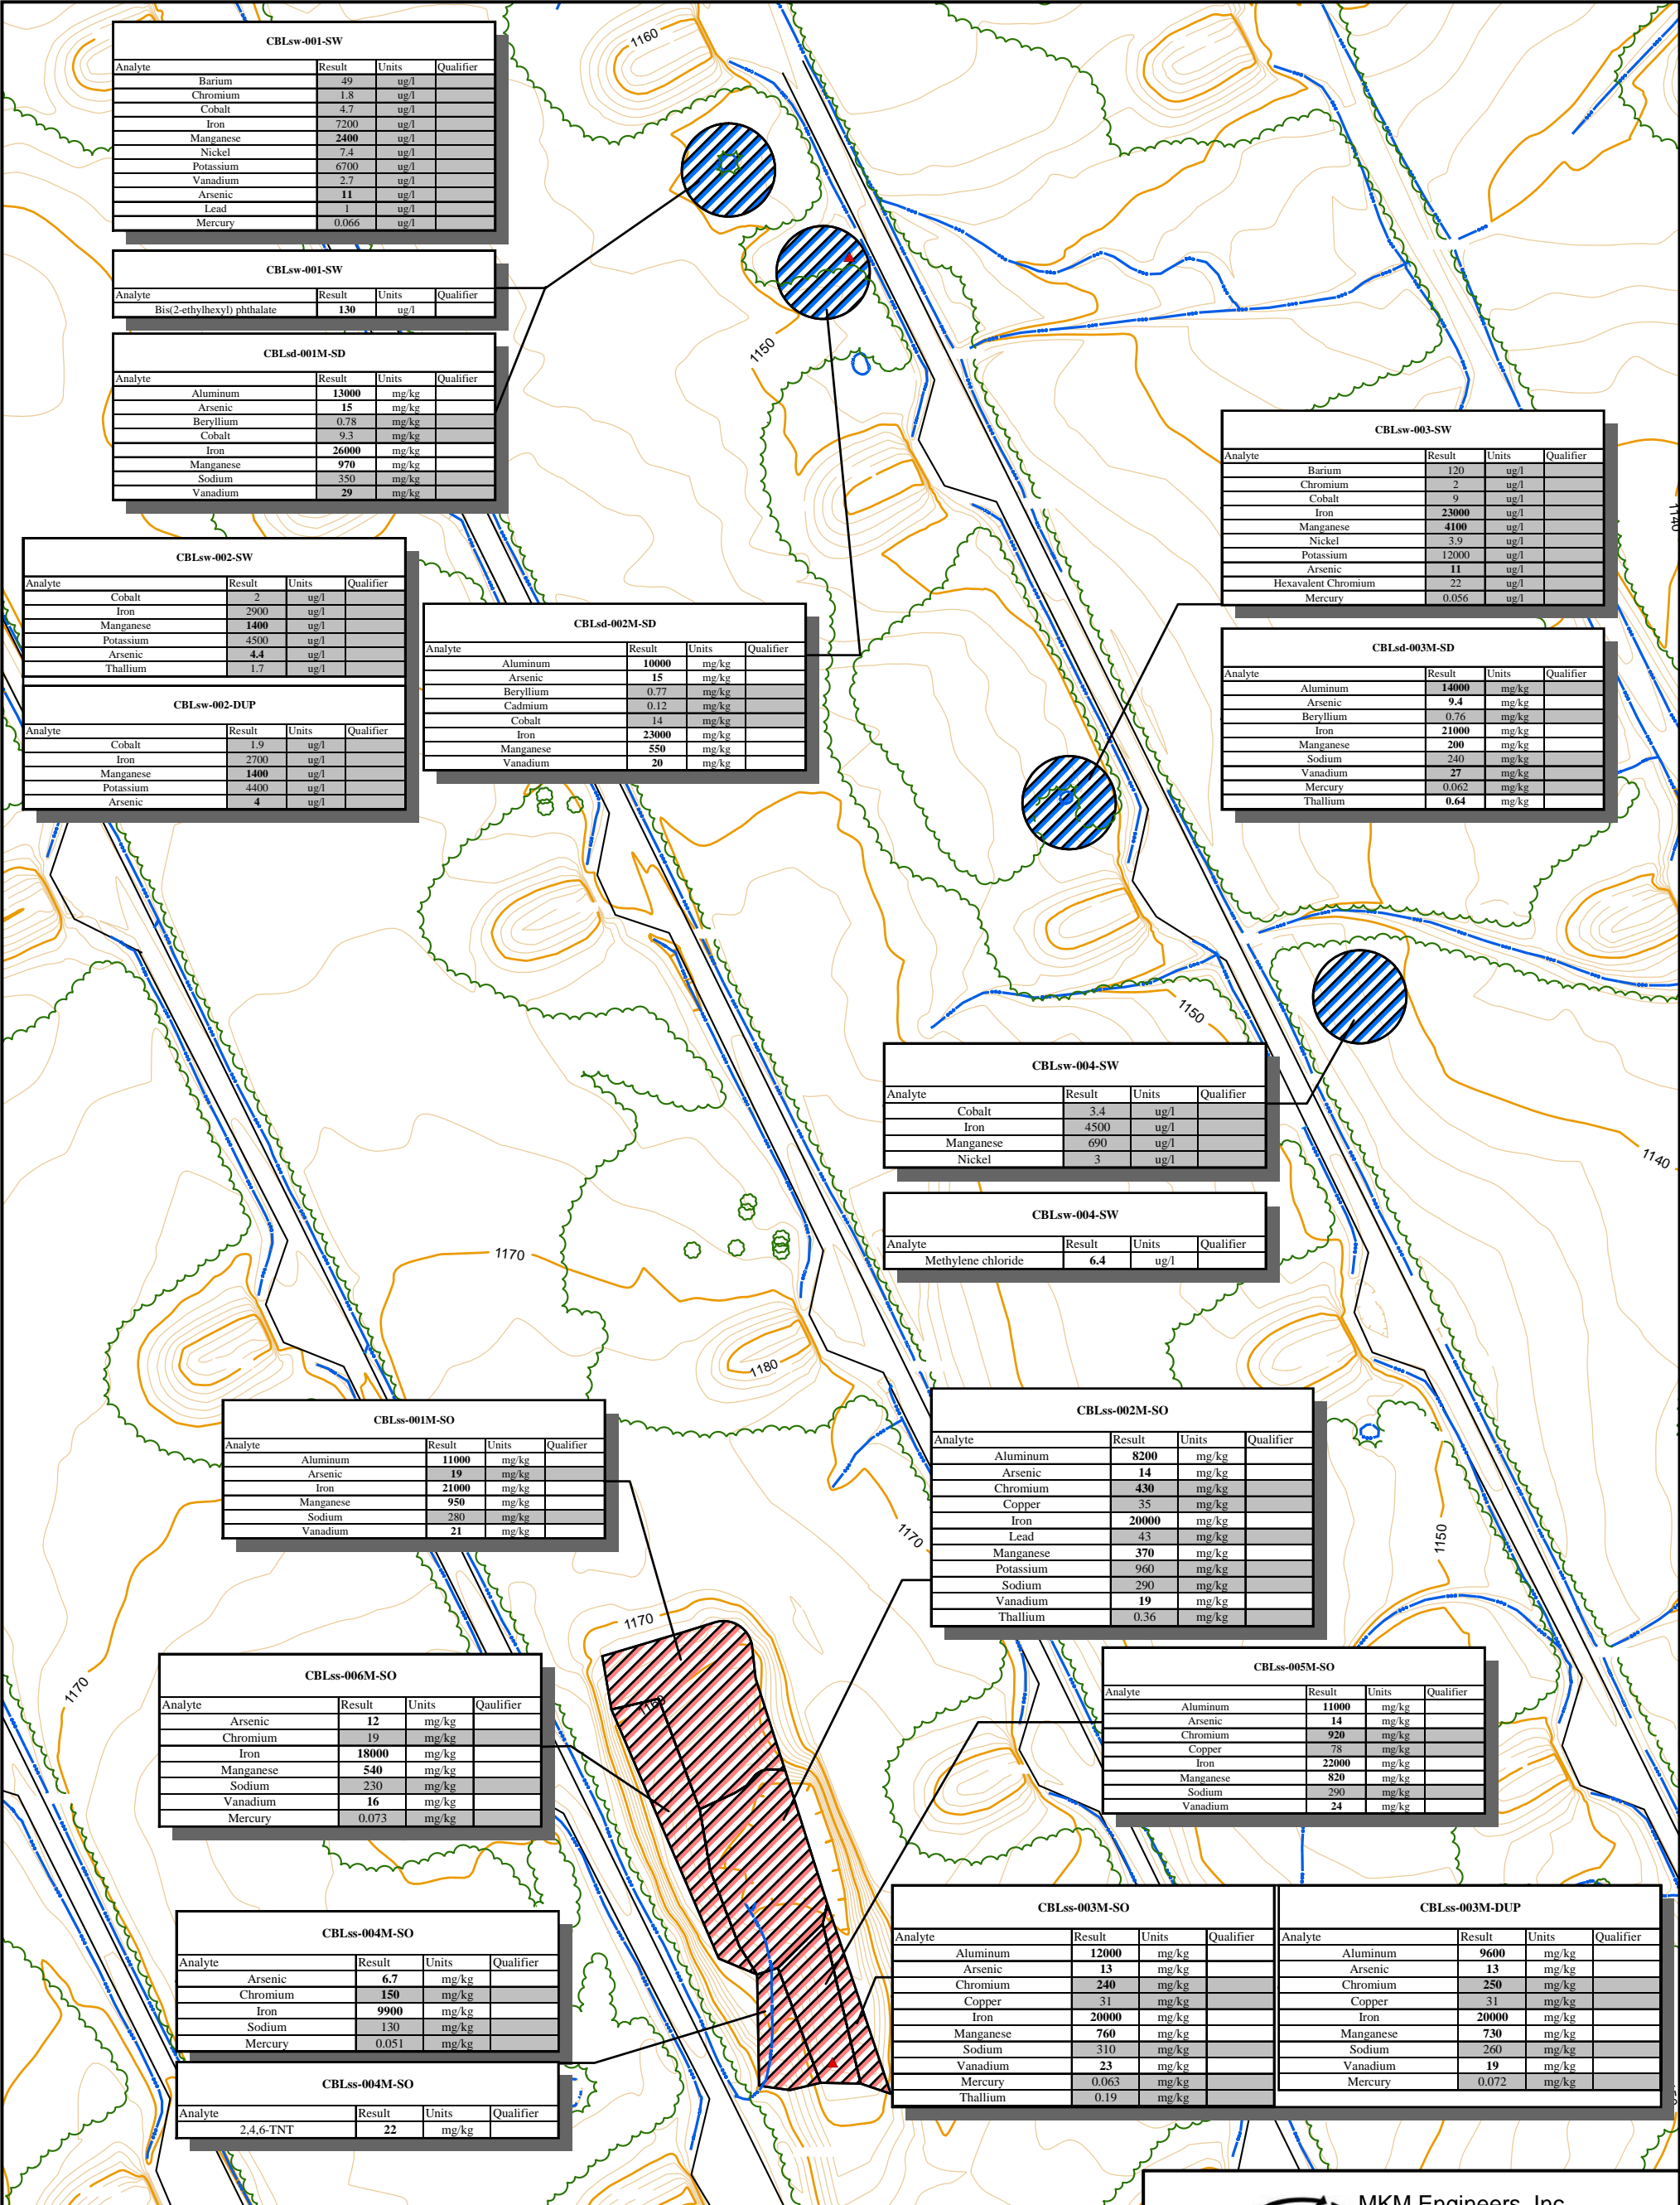 1160
CBLsw-001-SW
Analyte Result Units Qualifier
Barium 49 ug/l
Chromium 1.8 ug/l
Cobalt 4.7 ug/l
Iron 7200 ug/l
Manganese 2400 ug/l
Nickel 7.4 ug/l
Potassium 6700 ug/l
Vanadium 2.7 ug/l
Arsenic 11 ug/l
Lead 1 ug/l
Mercury 0.066 ug/l
CBLsw-001-SW
Analyte Result Units Qualifier
Bis(2-ethylhexyl) phthalate 130 ug/l
CBLsd-001M-SD
Analyte Result Units Qualifier
Aluminum 13000 mg/kg
Arsenic 15 mg/kg
Beryllium 0.78 mg/kg
Cobalt 9.3 mg/kg
Iron 26000 mg/kg
Manganese 970 mg/kg
Sodium 350 mg/kg
Vanadium 29 mg/kg
1150
CBLsw-003-SW
Analyte Result Units Qualifier
Barium 120 ug/l
Chromium 2 ug/l
Cobalt 9 ug/l
Iron 23000 ug/l
Manganese 4100 ug/l
Nickel 3.9 ug/l
Potassium 12000 ug/l
Arsenic 11 ug/l
Hexavalent Chromium 22 ug/l
Mercury 0.056 ug/l
1140
CBLsw-002-SW
Analyte Result Units Qualifier
Cobalt 2 ug/l
Iron 2900 ug/l
Manganese 1400 ug/l
Potassium 4500 ug/l
Arsenic 4.4 ug/l
Thallium 1.7 ug/l
CBLsw-002-DUP
Analyte Result Units Qualifier
Cobalt 1.9 ug/l
Iron 2700 ug/l
Manganese 1400 ug/l
Potassium 4400 ug/l
Arsenic 4 ug/l
CBLsd-002M-SD
Analyte Result Units Qualifier
Aluminum 10000 mg/kg
Arsenic 15 mg/kg
Beryllium 0.77 mg/kg
Cadmium 0.12 mg/kg
Cobalt 14 mg/kg
Iron 23000 mg/kg
Manganese 550 mg/kg
Vanadium 20 mg/kg
CBLsd-003M-SD
Analyte Result Units Qualifier
Aluminum 14000 mg/kg
Arsenic 9.4 mg/kg
Beryllium 0.76 mg/kg
Iron 21000 mg/kg
Manganese 200 mg/kg
Sodium 240 mg/kg
Vanadium 27 mg/kg
Mercury 0.062 mg/kg
Thallium 0.64 mg/kg
1150
CBLsw-004-SW
Analyte Result Units Qualifier
Cobalt 3.4 ug/l
Iron 4500 ug/l
Manganese 690 ug/l
Nickel 3 ug/l
1140
CBLsw-004-SW
Analyte Result Units Qualifier
Methylene chloride 6.4 ug/l
1170
1180
CBLss-001M-SO
Analyte Result Units Qualifier
Aluminum 11000 mg/kg
Arsenic 19 mg/kg
Iron 21000 mg/kg
Manganese 950 mg/kg
Sodium 280 mg/kg
Vanadium 21 mg/kg
CBLss-002M-SO
Analyte Result Units Qualifier
Aluminum 8200 mg/kg
Arsenic 14 mg/kg
Chromium 430 mg/kg
Copper 35 mg/kg
Iron 20000 mg/kg
Lead 43 mg/kg
Manganese 370 mg/kg
Potassium 960 mg/kg
Sodium 290 mg/kg
Vanadium 19 mg/kg
Thallium 0.36 mg/kg
1170
1150
1170
1170
1160
CBLss-006M-SO
Analyte Result Units Qaulifier
Arsenic 12 mg/kg
Chromium 19 mg/kg
Iron 18000 mg/kg
Manganese 540 mg/kg
Sodium 230 mg/kg
Vanadium 16 mg/kg
Mercury 0.073 mg/kg
CBLss-005M-SO
Analyte Result Units Qualifier
Aluminum 11000 mg/kg
Arsenic 14 mg/kg
Chromium 920 mg/kg
Copper 78 mg/kg
Iron 22000 mg/kg
Manganese 820 mg/kg
Sodium 290 mg/kg
Vanadium 24 mg/kg
CBLss-004M-SO
Analyte Result Units Qualifier
Arsenic 6.7 mg/kg
Chromium 150 mg/kg
Iron 9900 mg/kg
Sodium 130 mg/kg
Mercury 0.051 mg/kg
CBLss-004M-SO
Analyte Result Units Qualifier
2,4,6-TNT 22 mg/kg
CBLss-003M-SO
Analyte Result Units Qualifier
Aluminum 12000 mg/kg
Arsenic 13 mg/kg
Chromium 240 mg/kg
Copper 31 mg/kg
Iron 20000 mg/kg
Manganese 760 mg/kg
Sodium 310 mg/kg
Vanadium 23 mg/kg
Mercury 0.063 mg/kg
Thallium 0.19 mg/kg
CBLss-003M-DUP
Analyte Result Units Qualifier
Aluminum 9600 mg/kg
Arsenic 13 mg/kg
Chromium 250 mg/kg
Copper 31 mg/kg
Iron 20000 mg/kg
Manganese 730 mg/kg
Sodium 260 mg/kg
Vanadium 19 mg/kg
Mercury 0.072 mg/kg
MKM Engineers, Inc